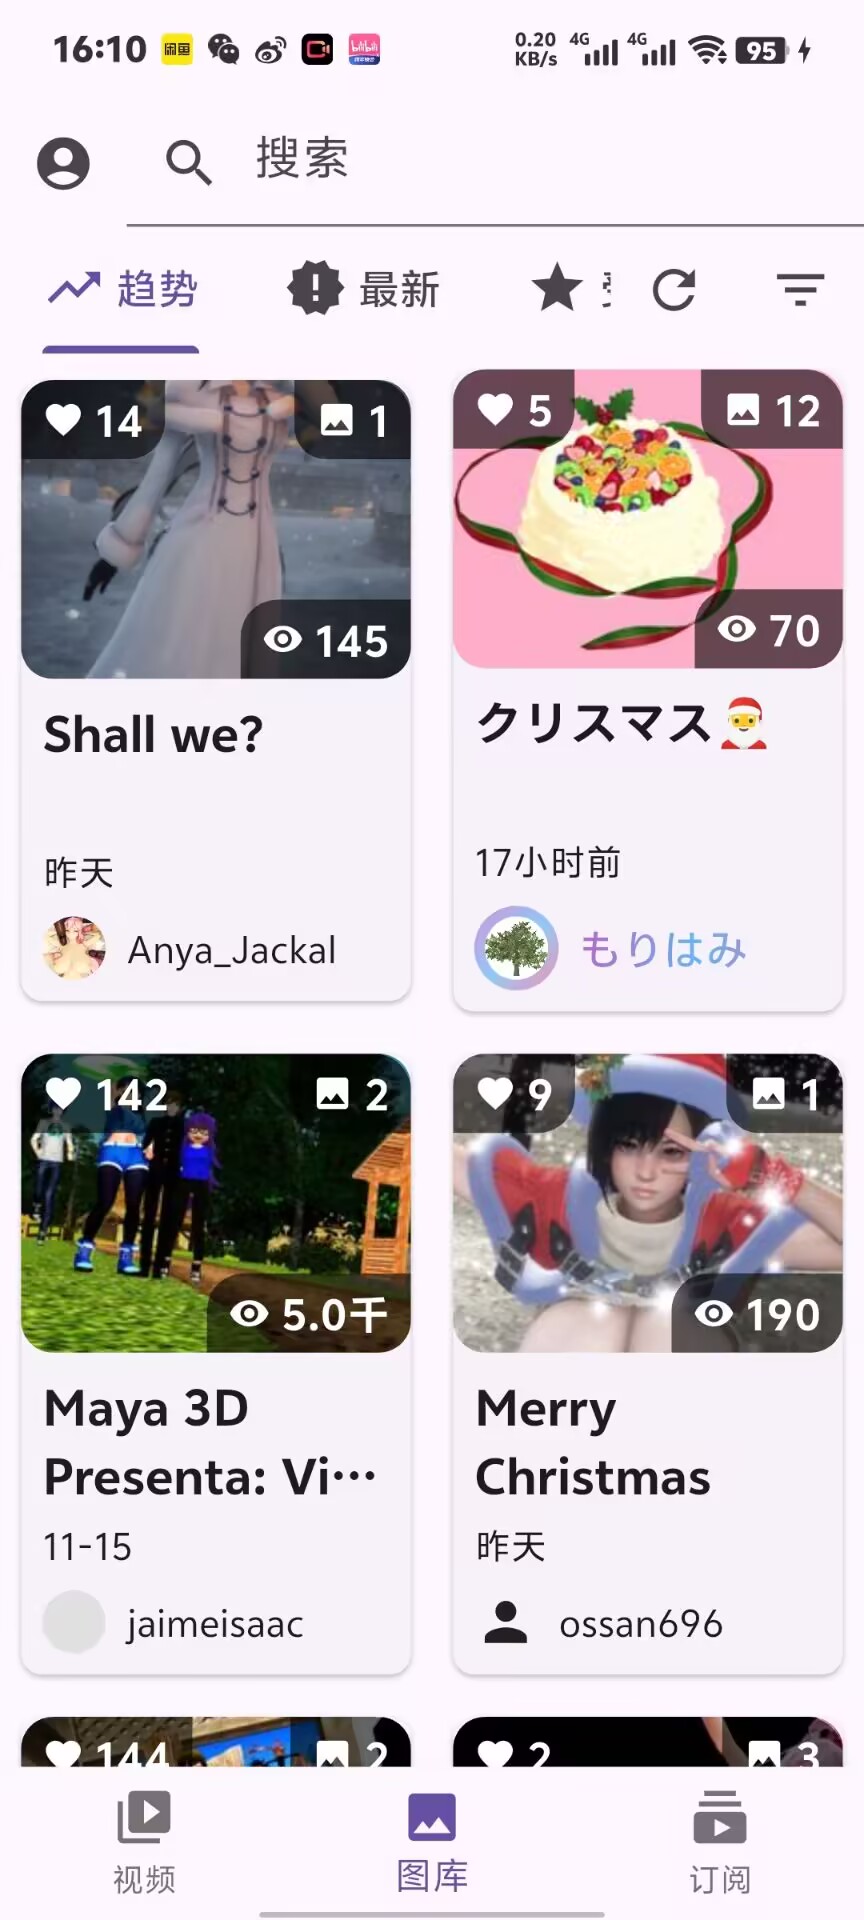 16:10
闲鱼
bilibili
0.20
KB/s
4G
4G
95
搜索
趋势
最新
14
1
5
12
145
70
Shall we?
クリスマス🎅
昨天
17小时前
Anya_Jackal
もりはみ
142
2
9
1
5.0千
190
Maya 3D
Presenta: Vi…
Merry
Christmas
11-15
昨天
jaimeisaac
ossan696
144
2
2
3
视频
图库
订阅